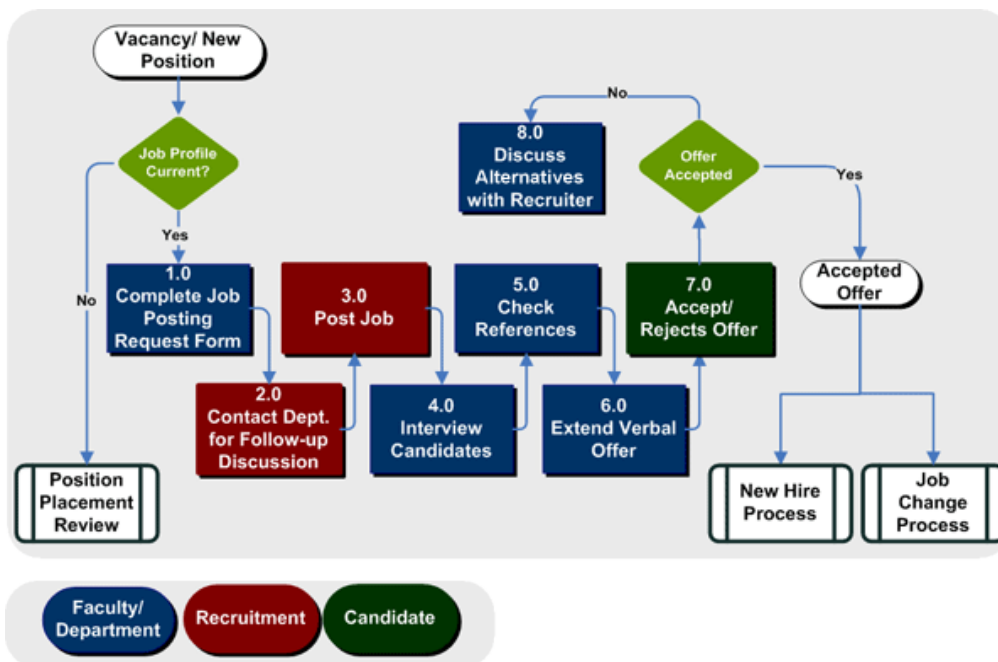 Vacancy/ New
Position
Job Profile
Current?
No
Yes
1.0
Complete Job
Posting
Request Form
2.0
Contact Dept.
for Follow-up
Discussion
3.0
Post Job
4.0
Interview
Candidates
5.0
Check
References
6.0
Extend Verbal
Offer
7.0
Accept/
Rejects Offer
Offer
Accepted
No
8.0
Discuss
Alternatives
with Recruiter
Yes
Accepted
Offer
Position
Placement
Review
New Hire
Process
Job
Change
Process
Faculty/
Department
Recruitment
Candidate